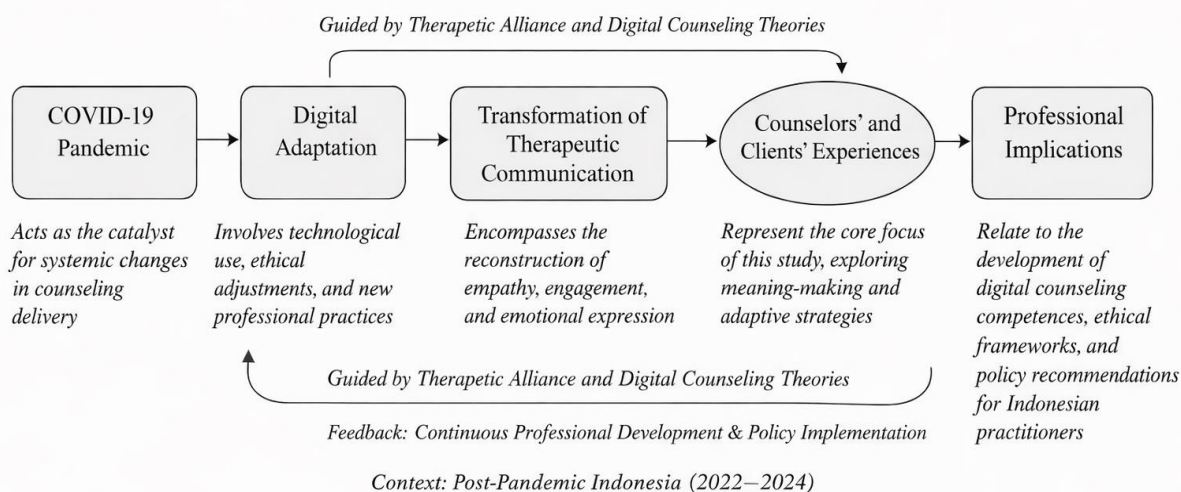 Guided by Therapetic Alliance and Digital Counseling Theories
COVID-19
Pandemic
Digital
Adaptation
Transformation of
Therapeutic
Communication
Counselors' and
Clients' Experiences
Professional
Implications
Acts as the catalyst
for systemic changes
in counseling
delivery
Involves technological
use, ethical
adjustments, and new
professional practices
Encompasses the
reconstruction of
empathy, engagement,
and emotional expression
Represent the core focus
of this study, exploring
meaning-making and
adaptive strategies
Relate to the
development of
digital counseling
competences, ethical
frameworks, and
policy recommendations
for Indonesian
practitioners
Guided by Therapetic Alliance and Digital Counseling Theories
Feedback: Continuous Professional Development & Policy Implementation
Context: Post-Pandemic Indonesia (2022–2024)